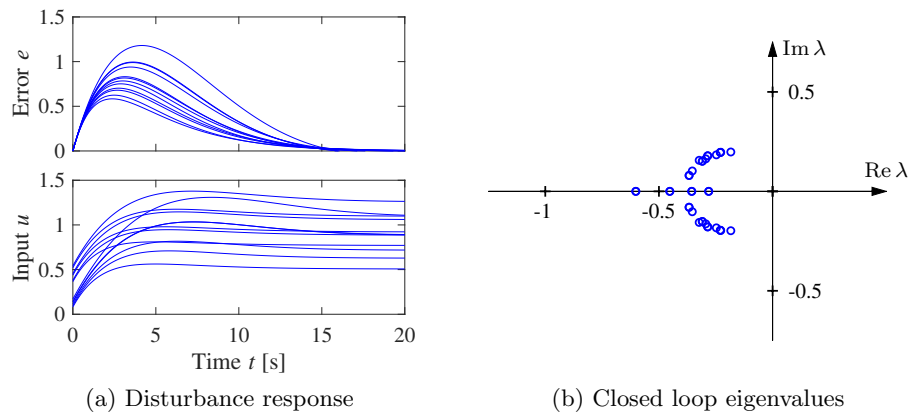 1.5
1
0.5
0
Error e
1.5
1
0.5
0
Input u
0 5 10 15 20
Time t [s]
(a) Disturbance response
Im λ
0.5
Re λ
-1 -0.5
-0.5
(b) Closed loop eigenvalues